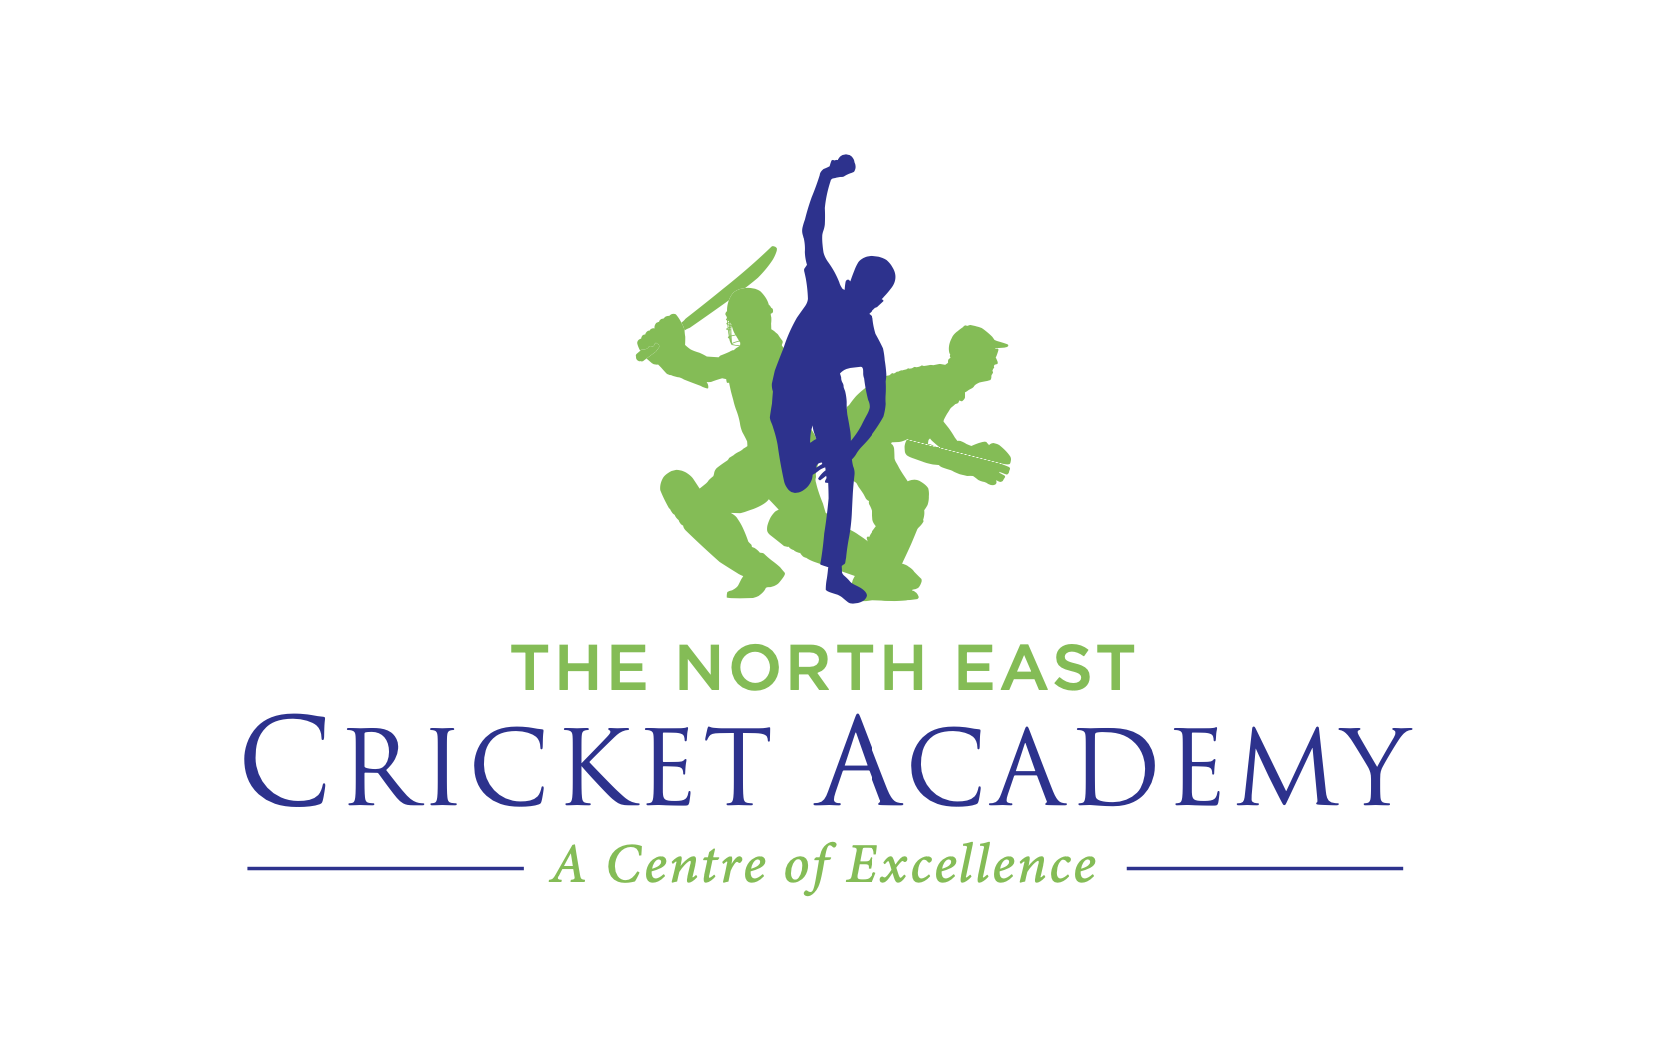 THE NORTH EAST
CRICKET ACADEMY
A Centre of Excellence